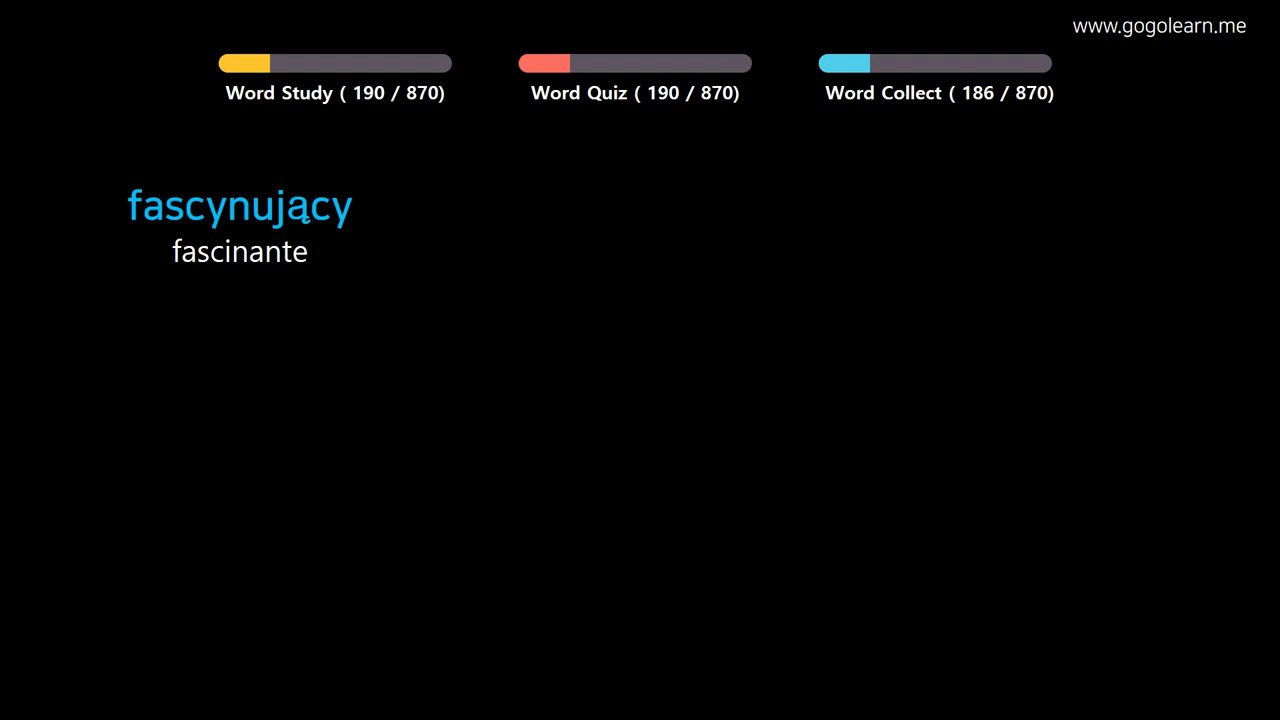 www.gogolearn.me
Word Study ( 190 / 870)
Word Quiz ( 190 / 870)
Word Collect ( 186 / 870)
fascynujący
fascinante